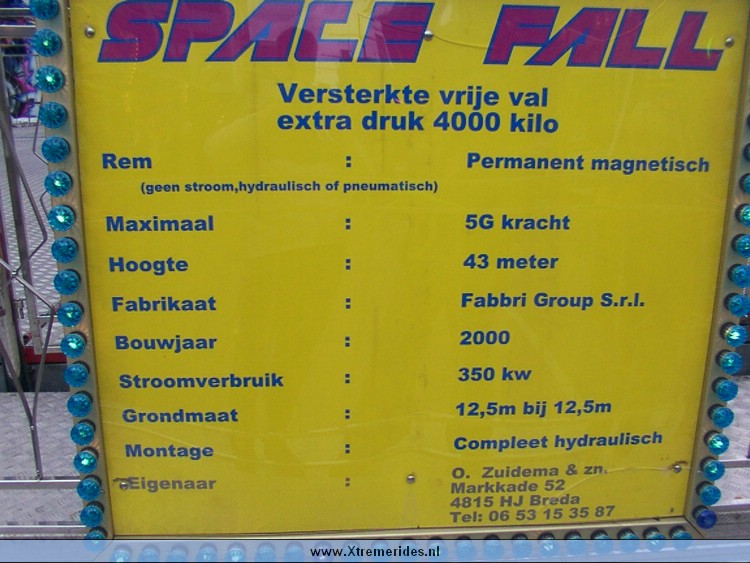 SPACE FALL
Versterkte vrije val
extra druk 4000 kilo
Rem : Permanent magnetisch
(geen stroom,hydraulisch of pneumatisch)
Maximaal : 5G kracht
Hoogte : 43 meter
Fabrikaat : Fabbri Group S.r.l.
Bouwjaar : 2000
Stroomverbruik : 350 kw
Grondmaat : 12,5m bij 12,5m
Montage : Compleet hydraulisch
Eigenaar : O. Zuidema & zn.
Markkade 52
4815 HJ Breda
Tel: 06 53 15 35 87
www.Xtremerides.nl